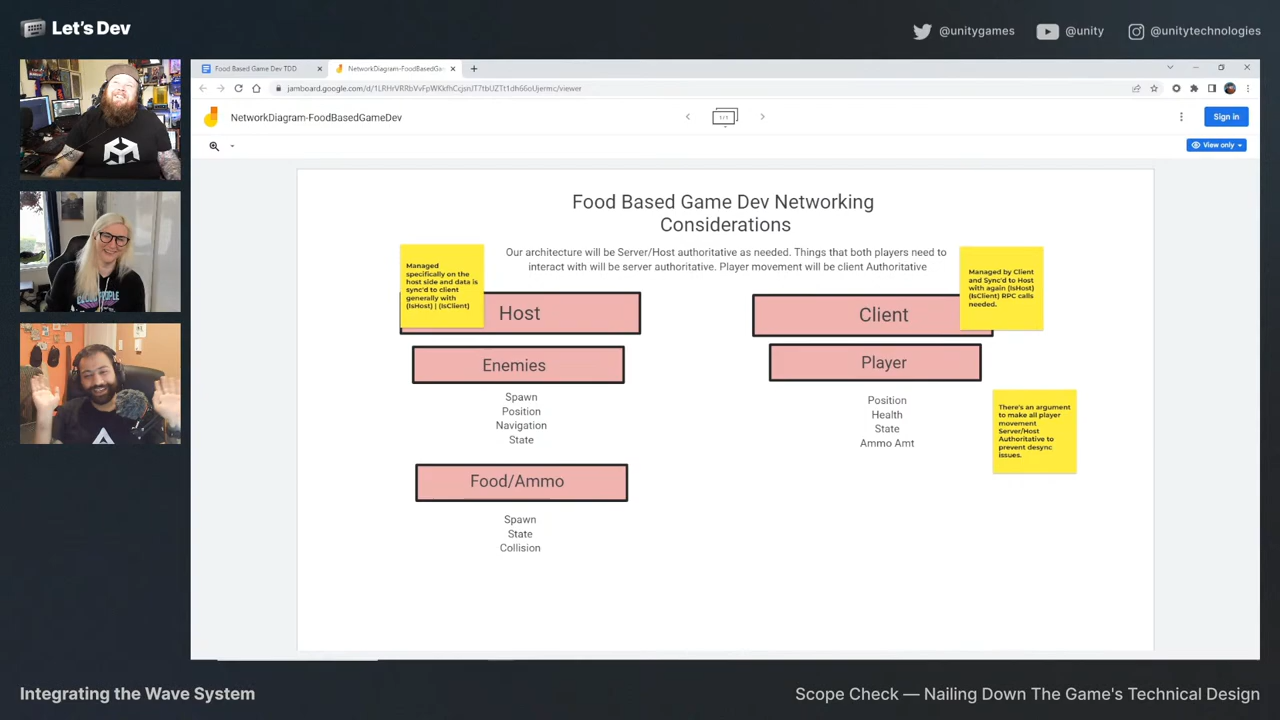 Let's Dev
@unitygames
@unity
@unitytechnologies
Food Based Game Dev TDD
NetworkDiagram-FoodBasedGa
NetworkDiagram-FoodBasedGameDev
1/1
Sign in
View only
Food Based Game Dev Networking
Considerations
Our architecture will be Server/Host authoritative as needed. Things that both players need to
interact with will be server authoritative. Player movement will be client Authoritative
Managed
specifically on the
host side and data is
sync'd to client
generally with
(IsHost) | (IsClient)
Host
Enemies
Spawn
Position
Navigation
State
Food/Ammo
Spawn
State
Collision
Managed by Client
and Sync'd to Host
with again (IsHost)
(IsClient) RPC calls
needed.
Client
Player
Position
Health
State
Ammo Amt
There's an argument
to make all player
movement
Server/Host
Authoritative to
prevent desync
issues.
Integrating the Wave System
Scope Check — Nailing Down The Game's Technical Design